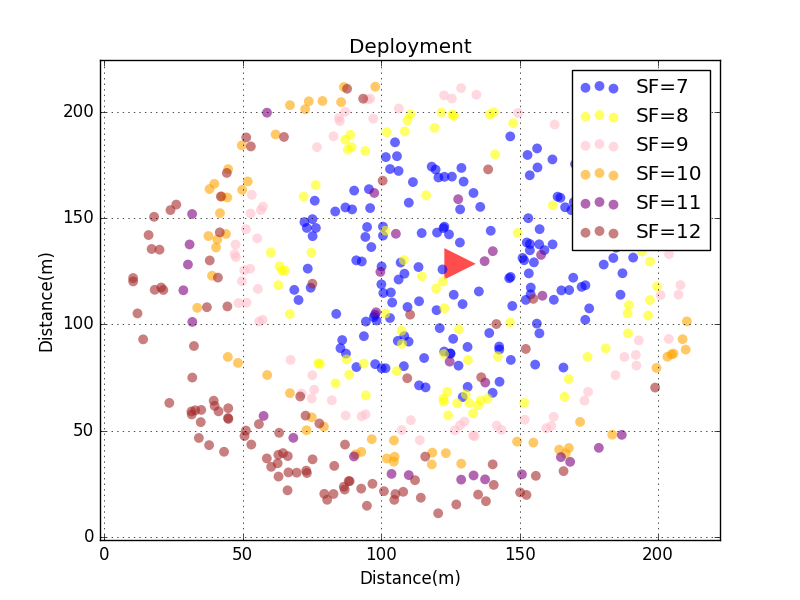 Deployment
SF=7
SF=8
SF=9
SF=10
SF=11
SF=12
200
150
100
50
0
Distance(m)
0 50 100 150 200
Distance(m)